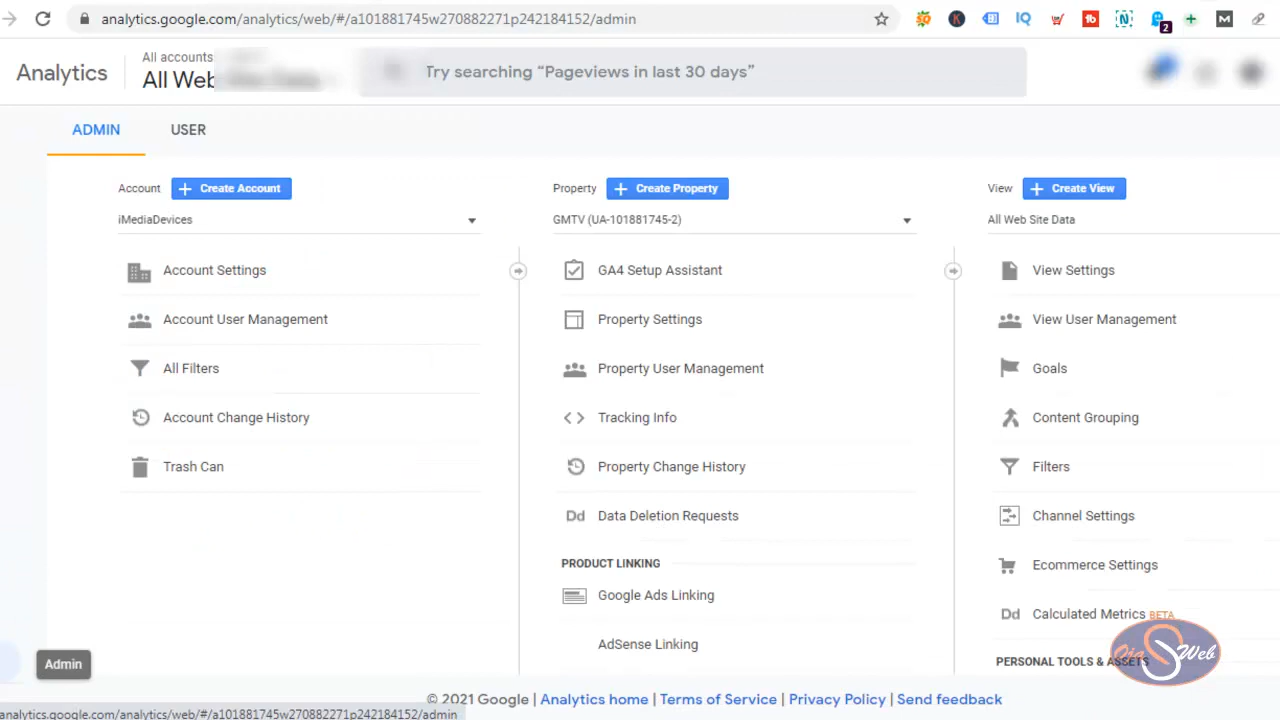 analytics.google.com/analytics/web/#/a101881745w270882271p242184152/admin
2
Analytics
All accounts
All Web
Try searching “Pageviews in last 30 days”
ADMIN
USER
Account
Create Account
iMediaDevices
Account Settings
Account User Management
All Filters
Account Change History
Trash Can
Property
Create Property
GMTV (UA-101881745-2)
GA4 Setup Assistant
Property Settings
Property User Management
Tracking Info
Property Change History
Dd Data Deletion Requests
PRODUCT LINKING
Google Ads Linking
AdSense Linking
View
Create View
All Web Site Data
View Settings
View User Management
Goals
Content Grouping
Filters
Channel Settings
Ecommerce Settings
Dd Calculated Metrics BETA
PERSONAL TOOLS & ASSETS
Web
Admin
© 2021 Google | Analytics home | Terms of Service | Privacy Policy | Send feedback
analytics.google.com/analytics/web/#/a101881745w270882271p242184152/admin